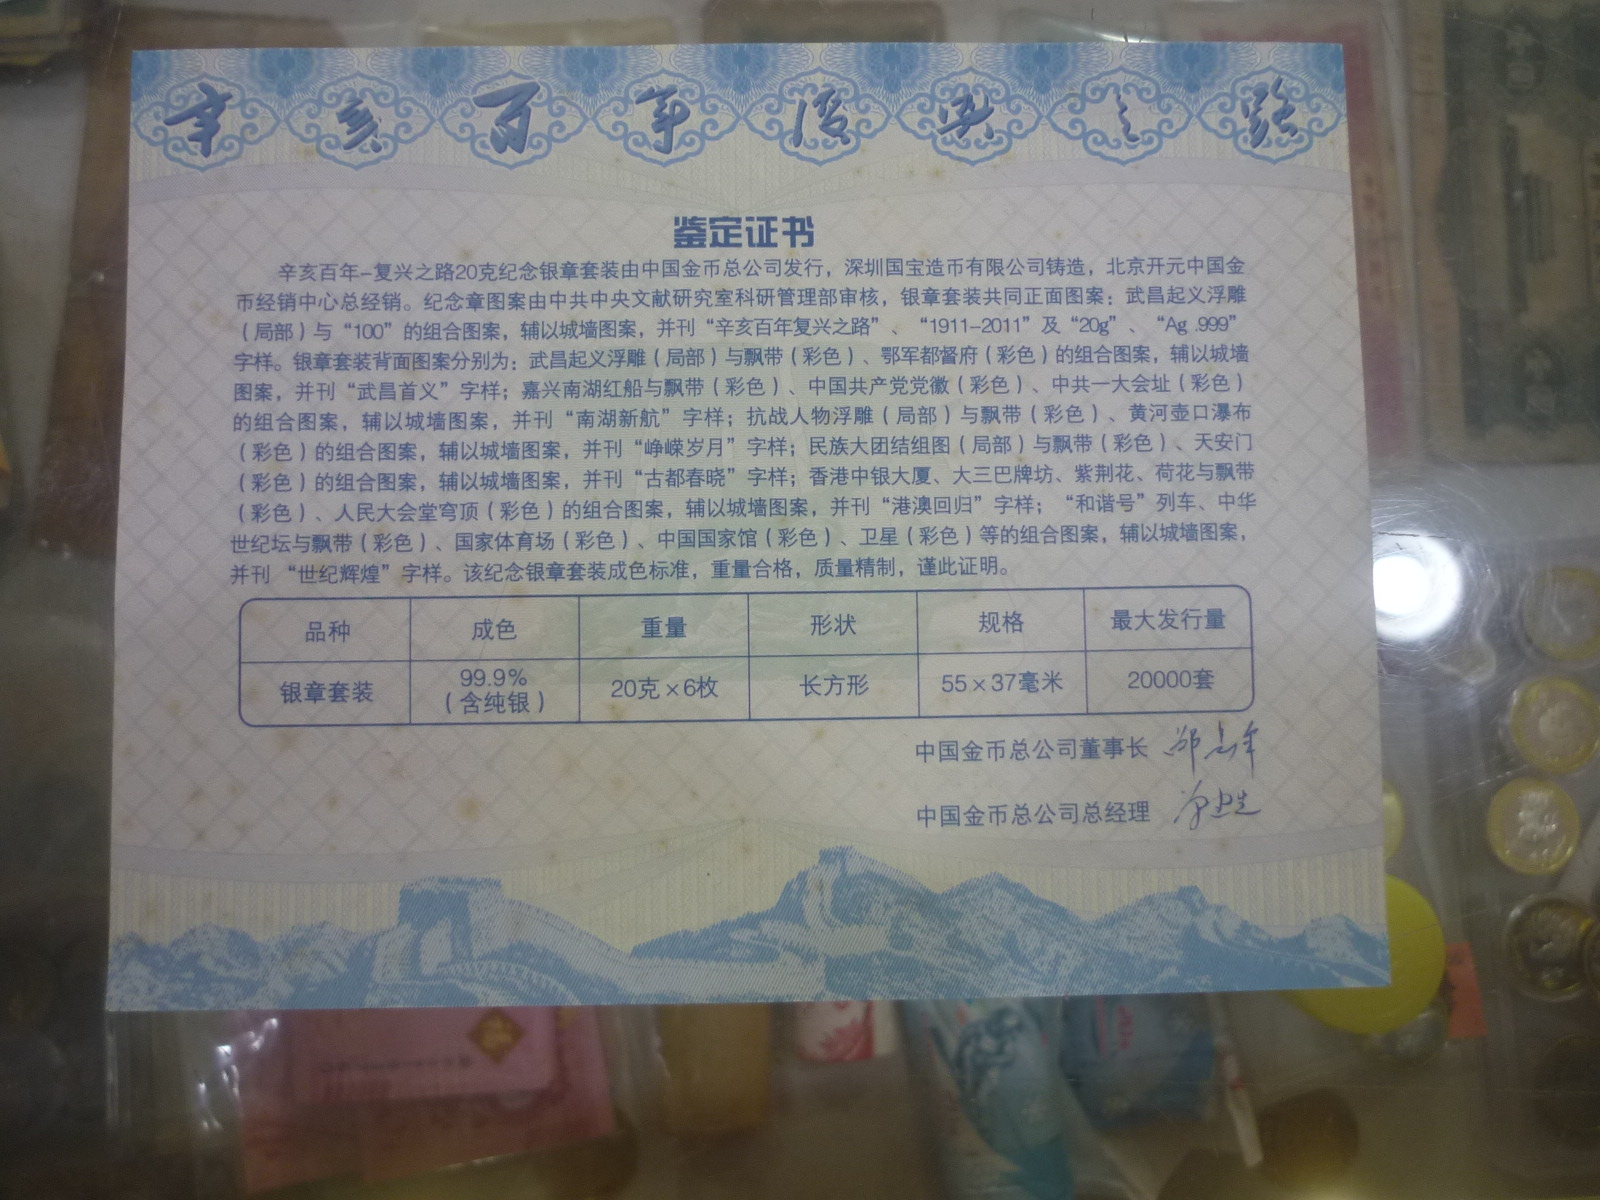 辛亥百年复兴之路
鉴定证书
辛亥百年-复兴之路20克纪念银章套装由中国金币总公司发行，深圳国宝造币有限公司铸造，北京开元中国金
币经销中心总经销。纪念章图案由中共中央文献研究室科研管理部审核，银章套装共同正面图案：武昌起义浮雕
（局部）与“100”的组合图案，辅以城墙图案，并刊“辛亥百年复兴之路”、“1911-2011”及“20g”、“Ag .999”
字样。银章套装背面图案分别为：武昌起义浮雕（局部）与飘带（彩色）、鄂军都督府（彩色）的组合图案，辅以城墙
图案，并刊“武昌首义”字样；嘉兴南湖红船与飘带（彩色）、中国共产党党徽（彩色）、中共一大会址（彩色）
的组合图案，辅以城墙图案，并刊“南湖新航”字样；抗战人物浮雕（局部）与飘带（彩色）、黄河壶口瀑布
（彩色）的组合图案，辅以城墙图案，并刊“峥嵘岁月”字样；民族大团结组图（局部）与飘带（彩色）、天安门
（彩色）的组合图案，辅以城墙图案，并刊“古都春晓”字样；香港中银大厦、大三巴牌坊、紫荆花、荷花与飘带
（彩色）、人民大会堂穹顶（彩色）的组合图案，辅以城墙图案，并刊“港澳回归”字样；“和谐号”列车、中华
世纪坛与飘带（彩色）、国家体育场（彩色）、中国国家馆（彩色）、卫星（彩色）等的组合图案，辅以城墙图案，
并刊 “世纪辉煌”字样。该纪念银章套装成色标准，重量合格，质量精制，谨此证明。
品种 成色 重量 形状 规格 最大发行量
银章套装 99.9%（含纯银） 20克×6枚 长方形 55×37毫米 20000套
中国金币总公司董事长
中国金币总公司总经理